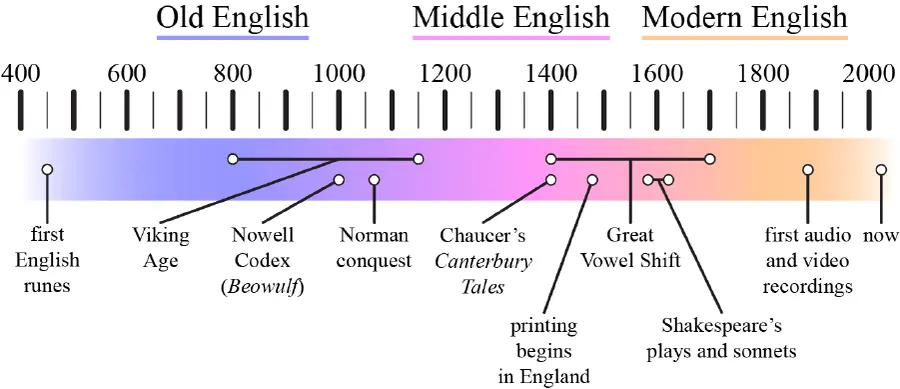 Old English Middle English Modern English
400 600 800 1000 1200 1400 1600 1800 2000
first
English
runes
Viking
Age
Nowell
Codex
(Beowulf)
Norman
conquest
Chaucer’s
Canterbury
Tales
printing
begins
in England
Great
Vowel Shift
Shakespeare’s
plays and sonnets
first audio
and video
recordings
now